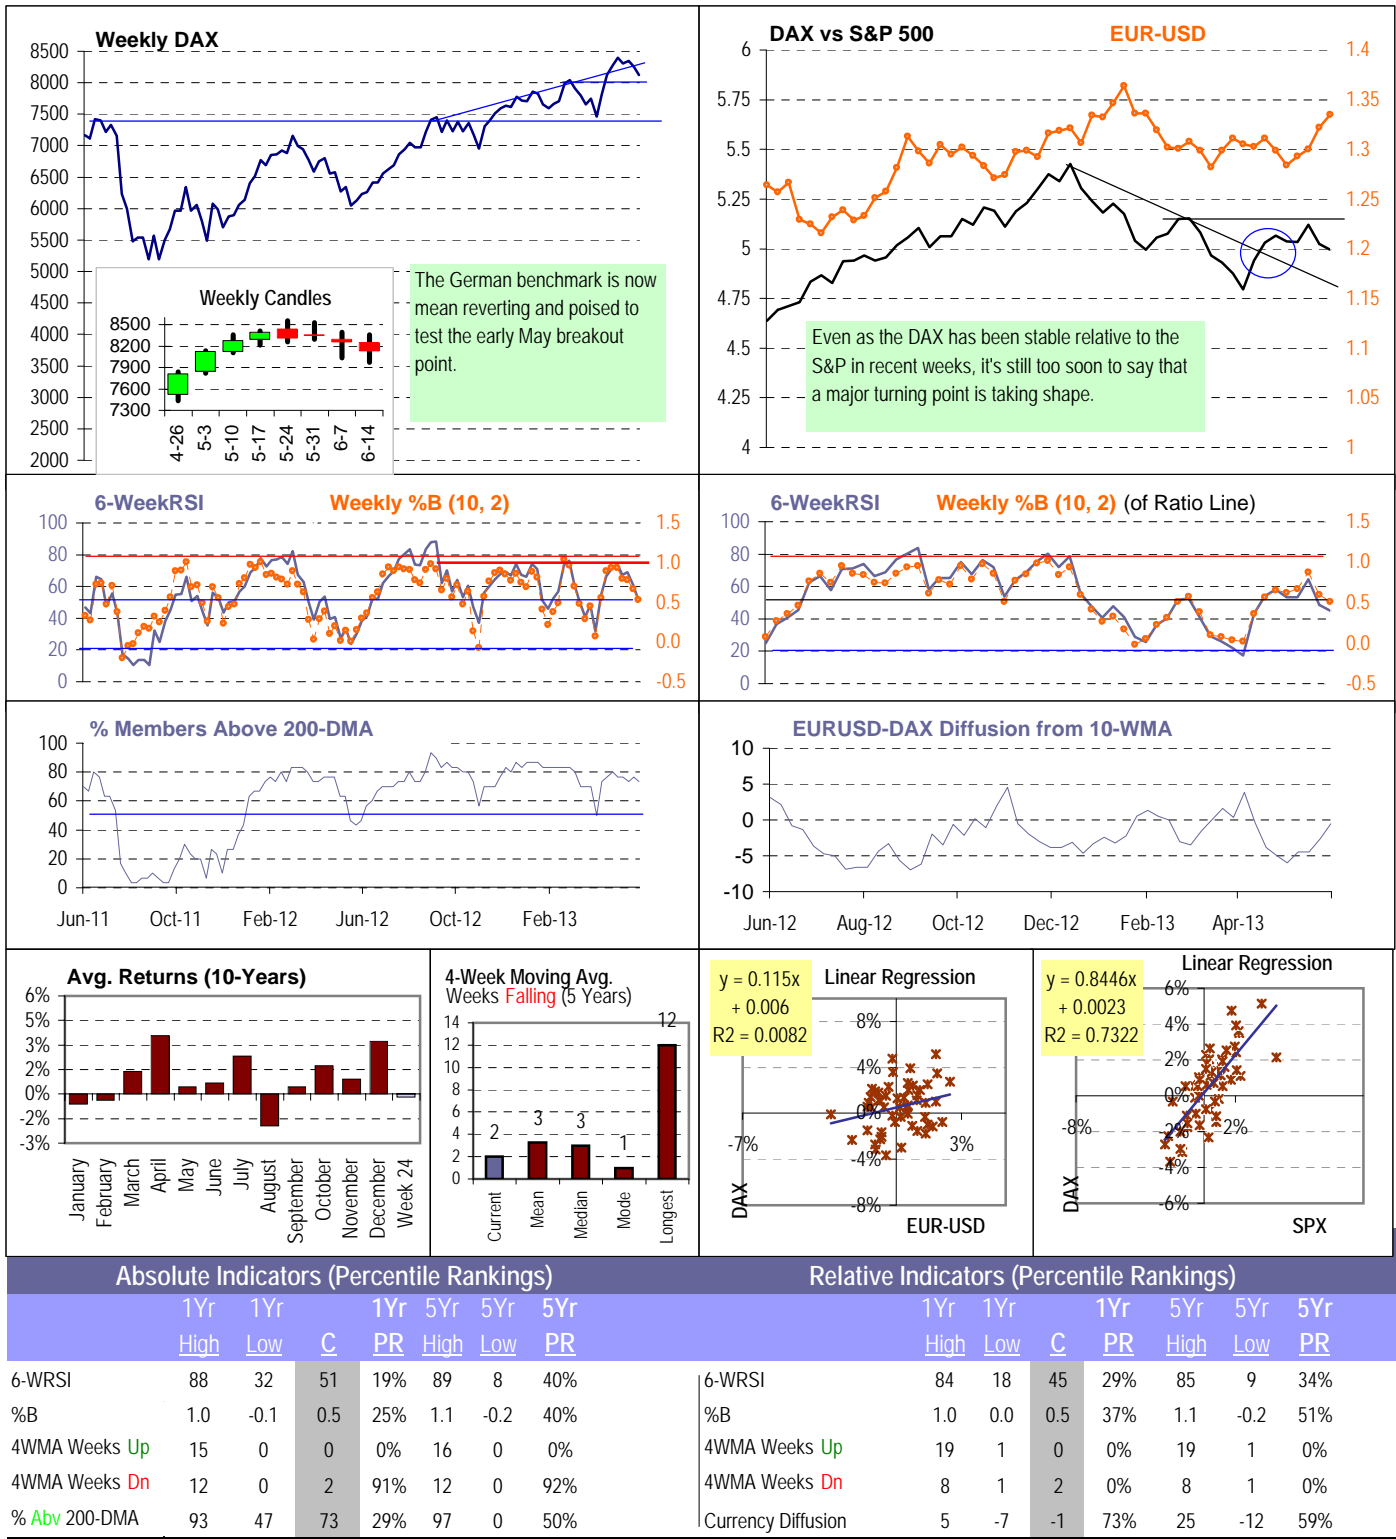 Weekly DAX
8500
8000
7500
7000
6500
6000
5500
5000
4500
4000
3500
3000
2500
2000
Weekly Candles
8500
8200
7900
7600
7300
4-26
5-3
5-10
5-17
5-24
5-31
6-7
6-14
The German benchmark is now
mean reverting and poised to
test the early May breakout
point.
DAX vs S&P 500
EUR-USD
6
5.75
5.5
5.25
5
4.75
4.5
4.25
4
1.4
1.35
1.3
1.25
1.2
1.15
1.1
1.05
1
Even as the DAX has been stable relative to the
S&P in recent weeks, it's still too soon to say that
a major turning point is taking shape.
6-WeekRSI
Weekly %B (10, 2)
100
80
60
40
20
0
1.5
1.0
0.5
0.0
-0.5
6-WeekRSI
Weekly %B (10, 2) (of Ratio Line)
100
80
60
40
20
0
1.5
1.0
0.5
0.0
-0.5
% Members Above 200-DMA
100
80
60
40
20
0
Jun-11
Oct-11
Feb-12
Jun-12
Oct-12
Feb-13
EURUSD-DAX Diffusion from 10-WMA
10
5
0
-5
-10
Jun-12
Aug-12
Oct-12
Dec-12
Feb-13
Apr-13
Avg. Returns (10-Years)
6%
5%
3%
2%
0%
-2%
-3%
January
February
March
April
May
June
July
August
September
October
November
December
Week 24
4-Week Moving Avg.
Weeks Falling (5 Years)
14
12
10
8
6
4
2
0
2
3
3
1
12
Current
Mean
Median
Mode
Longest
y = 0.115x
+ 0.006
R2 = 0.0082
Linear Regression
8%
4%
0%
-4%
-8%
-7%
3%
DAX
EUR-USD
y = 0.8446x
+ 0.0023
R2 = 0.7322
Linear Regression
6%
4%
2%
0%
-2%
-4%
-6%
-8%
2%
DAX
SPX
Absolute Indicators (Percentile Rankings)
1Yr 1Yr 1Yr 5Yr 5Yr 5Yr
High Low C PR High Low PR
6-WRSI 88 32 51 19% 89 8 40%
%B 1.0 -0.1 0.5 25% 1.1 -0.2 40%
4WMA Weeks Up 15 0 0 0% 16 0 0%
4WMA Weeks Dn 12 0 2 91% 12 0 92%
% Abv 200-DMA 93 47 73 29% 97 0 50%
Relative Indicators (Percentile Rankings)
1Yr 1Yr 1Yr 5Yr 5Yr 5Yr
High Low C PR High Low PR
6-WRSI 84 18 45 29% 85 9 34%
%B 1.0 0.0 0.5 37% 1.1 -0.2 51%
4WMA Weeks Up 19 1 0 0% 19 1 0%
4WMA Weeks Dn 8 1 2 0% 8 1 0%
Currency Diffusion 5 -7 -1 73% 25 -12 59%